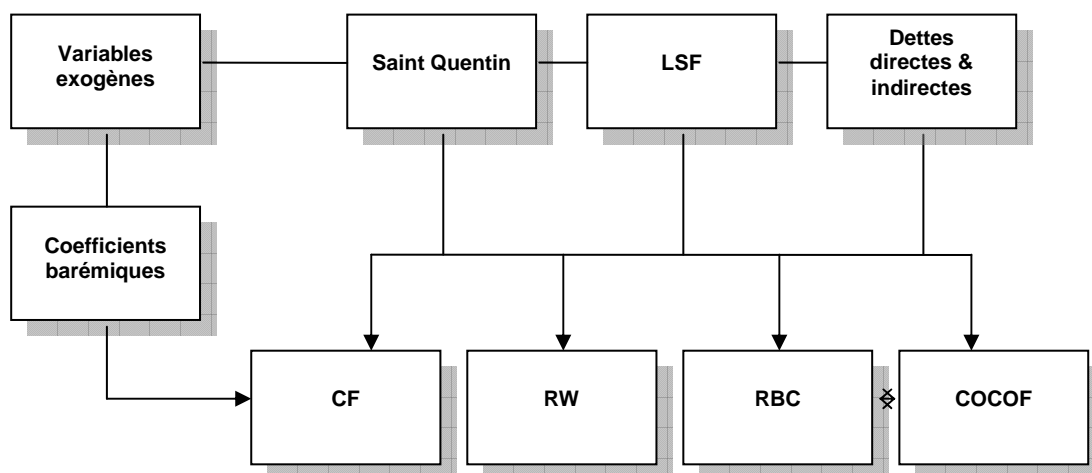 Variables
exogènes
Saint Quentin
LSF
Dettes
directes &
indirectes
Coefficients
barémiques
CF
RW
RBC
COCOF